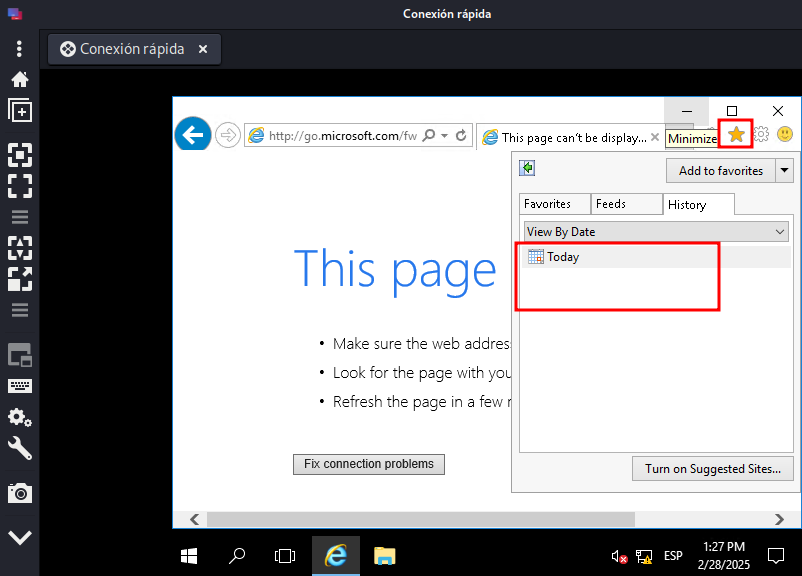 Conexión rápida
Conexión rápida
http://go.microsoft.com/fw
This page can't be display...
Minimize
Add to favorites
Favorites
Feeds
History
View By Date
Today
This page
• Make sure the web address
• Look for the page with you
• Refresh the page in a few
Fix connection problems
Turn on Suggested Sites...
ESP
1:27 PM
2/28/2025